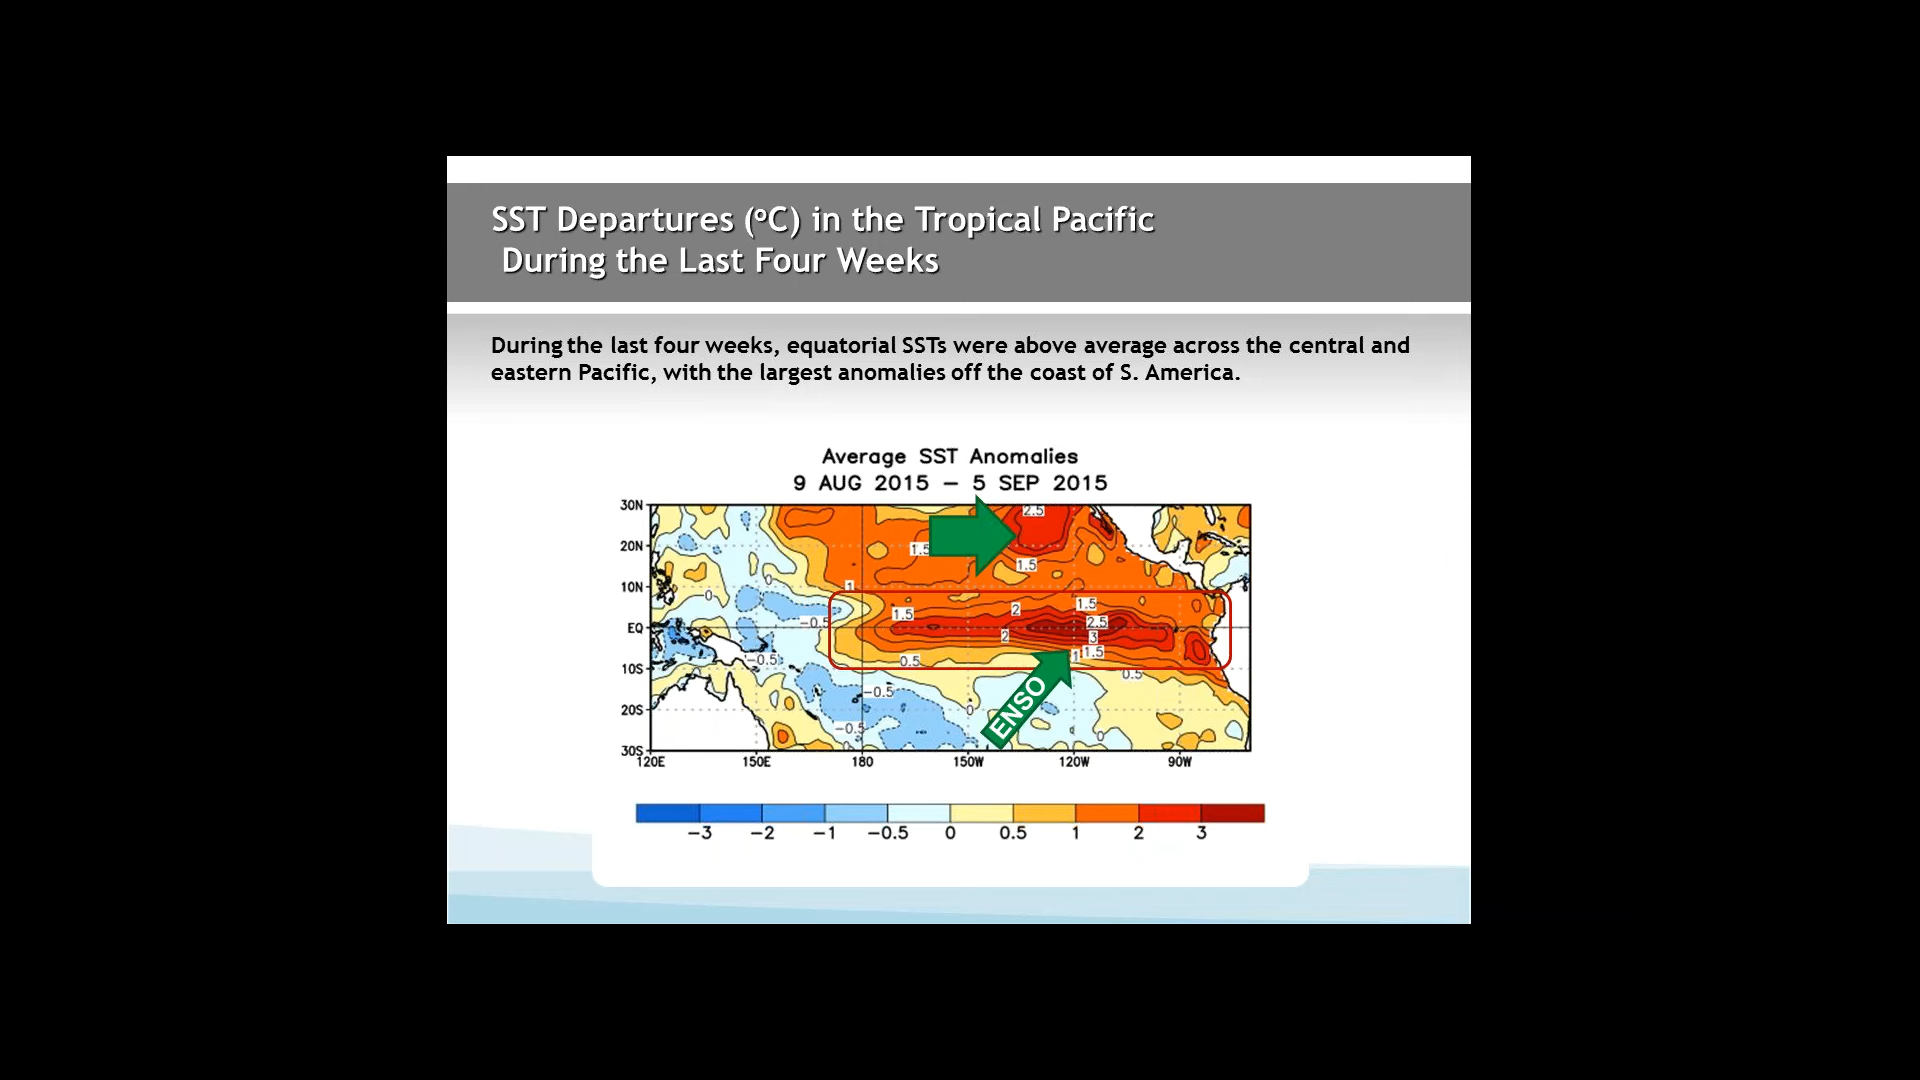 SST Departures (ºC) in the Tropical Pacific
During the Last Four Weeks
During the last four weeks, equatorial SSTs were above average across the central and
eastern Pacific, with the largest anomalies off the coast of S. America.
Average SST Anomalies
9 AUG 2015 – 5 SEP 2015
30N
2.5
20N
1.5
1.5
10N
0
1
-0
1.5
2
1.5
-0.5
2.5
EQ
2
3
1.5
-0.5
0.5
1
10S
0.5
-0.5
ENSO
20S
0
-0.5
0
30S
120E 150E 180 150W 120W 90W
-3 -2 -1 -0.5 0 0.5 1 2 3